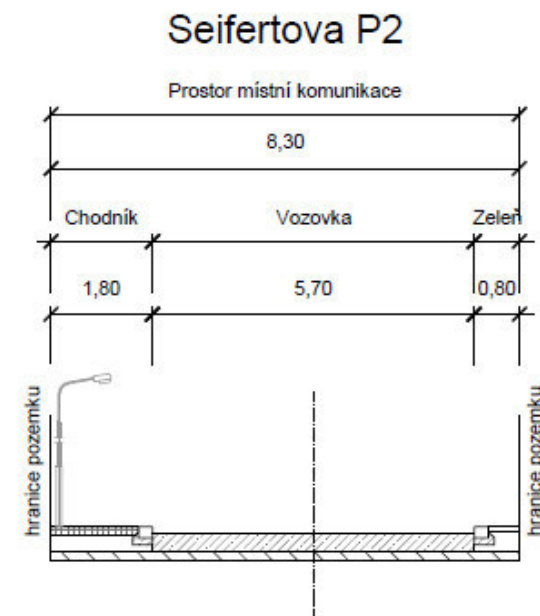 Seifertova P2
Prostor místní komunikace
8,30
Chodník Vozovka Zeleň
1,80 5,70 0,80
hranice pozemku hranice pozemku